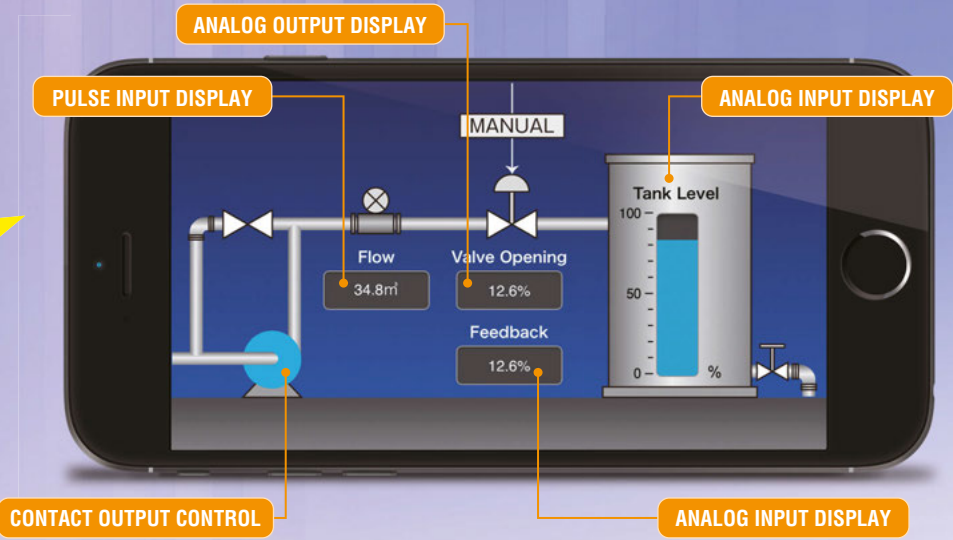 ANALOG OUTPUT DISPLAY
PULSE INPUT DISPLAY
ANALOG INPUT DISPLAY
MANUAL
Tank Level
100
Flow
Valve Opening
34.8㎥
12.6%
50
Feedback
12.6%
0
%
CONTACT OUTPUT CONTROL
ANALOG INPUT DISPLAY